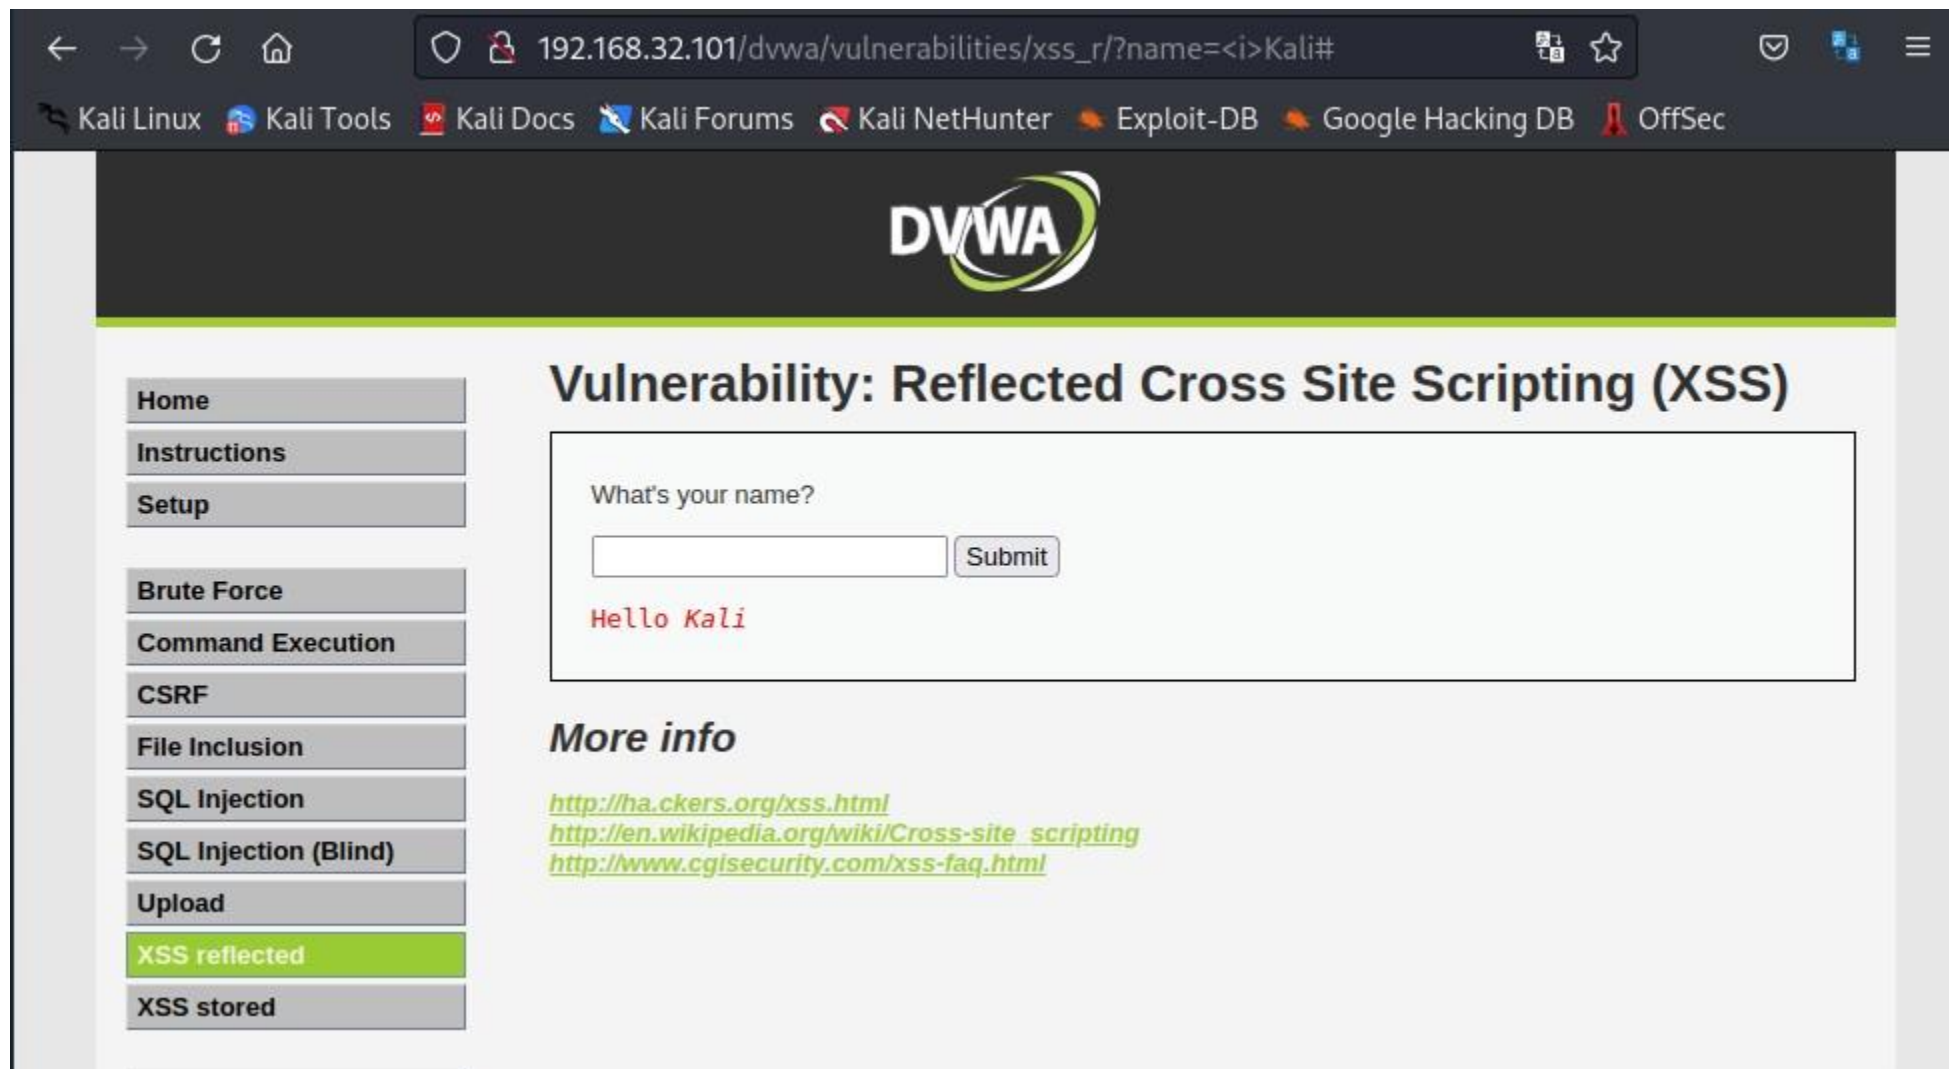 192.168.32.101/dvwa/vulnerabilities/xss_r/?name=<i>Kali#
Kali Linux Kali Tools Kali Docs Kali Forums Kali NetHunter Exploit-DB Google Hacking DB OffSec
DVWA
Home
Instructions
Setup
Brute Force
Command Execution
CSRF
File Inclusion
SQL Injection
SQL Injection (Blind)
Upload
XSS reflected
XSS stored
Vulnerability: Reflected Cross Site Scripting (XSS)
What's your name?
Submit
Hello Kali
More info
http://ha.ckers.org/xss.html
http://en.wikipedia.org/wiki/Cross-site_scripting
http://www.cgisecurity.com/xss-faq.html